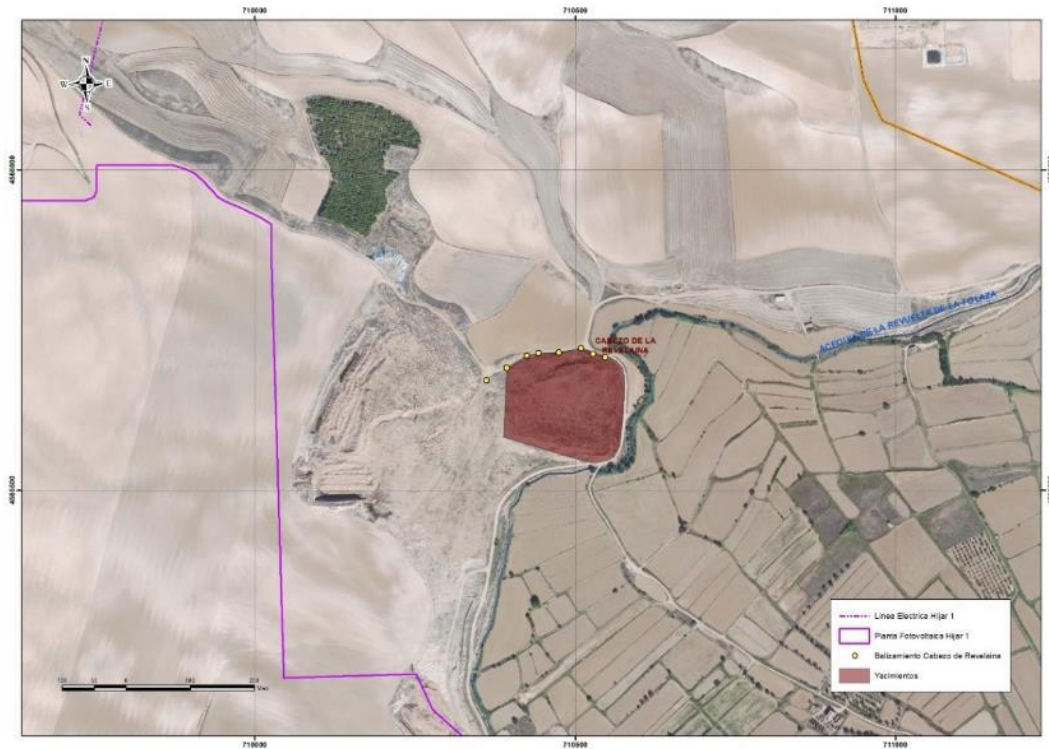 710000
710500
711000
N
W
E
S
ACEQUIA DE LA REVUELTA DE LA TOLAZA
CABEZO DE LA
REVELAINA
Linea Electrica Hijar 1
Planta Fotovoltaica Hijar 1
Balizamiento Cabezo de Revelaina
Yacimientos
710000
710500
711000